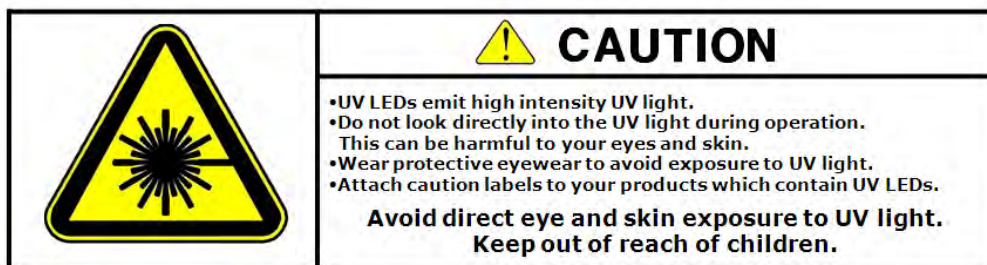 CAUTION
•UV LEDs emit high intensity UV light.
•Do not look directly into the UV light during operation.
This can be harmful to your eyes and skin.
•Wear protective eyewear to avoid exposure to UV light.
•Attach caution labels to your products which contain UV LEDs.
Avoid direct eye and skin exposure to UV light.
Keep out of reach of children.